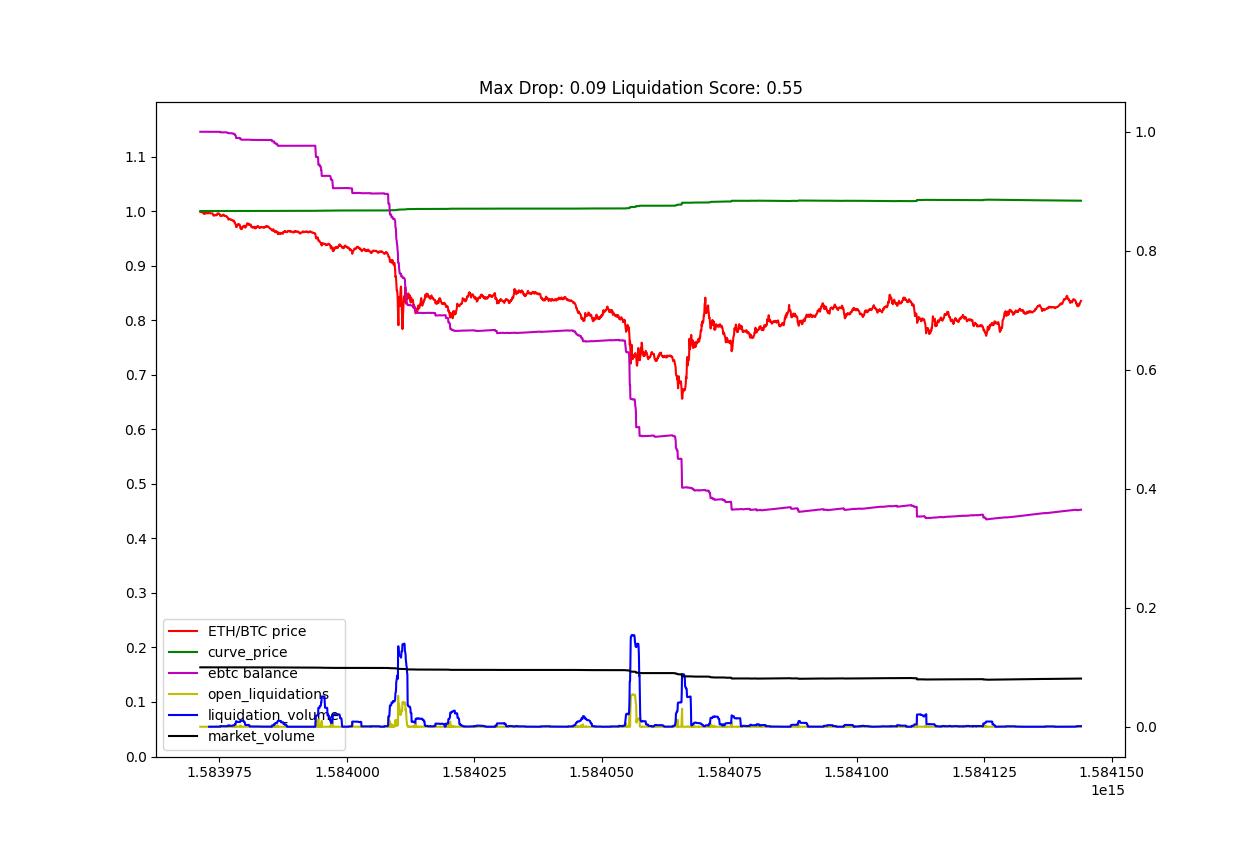 Max Drop: 0.09 Liquidation Score: 0.55
1.1
1.0
0.9
0.8
0.7
0.6
0.5
0.4
0.3
0.2
0.1
0.0
1.0
0.8
0.6
0.4
0.2
0.0
ETH/BTC price
curve_price
ebtc balance
open_liquidations
liquidation_volume
market_volume
1.583975 1.584000 1.584025 1.584050 1.584075 1.584100 1.584125 1.584150
1e15